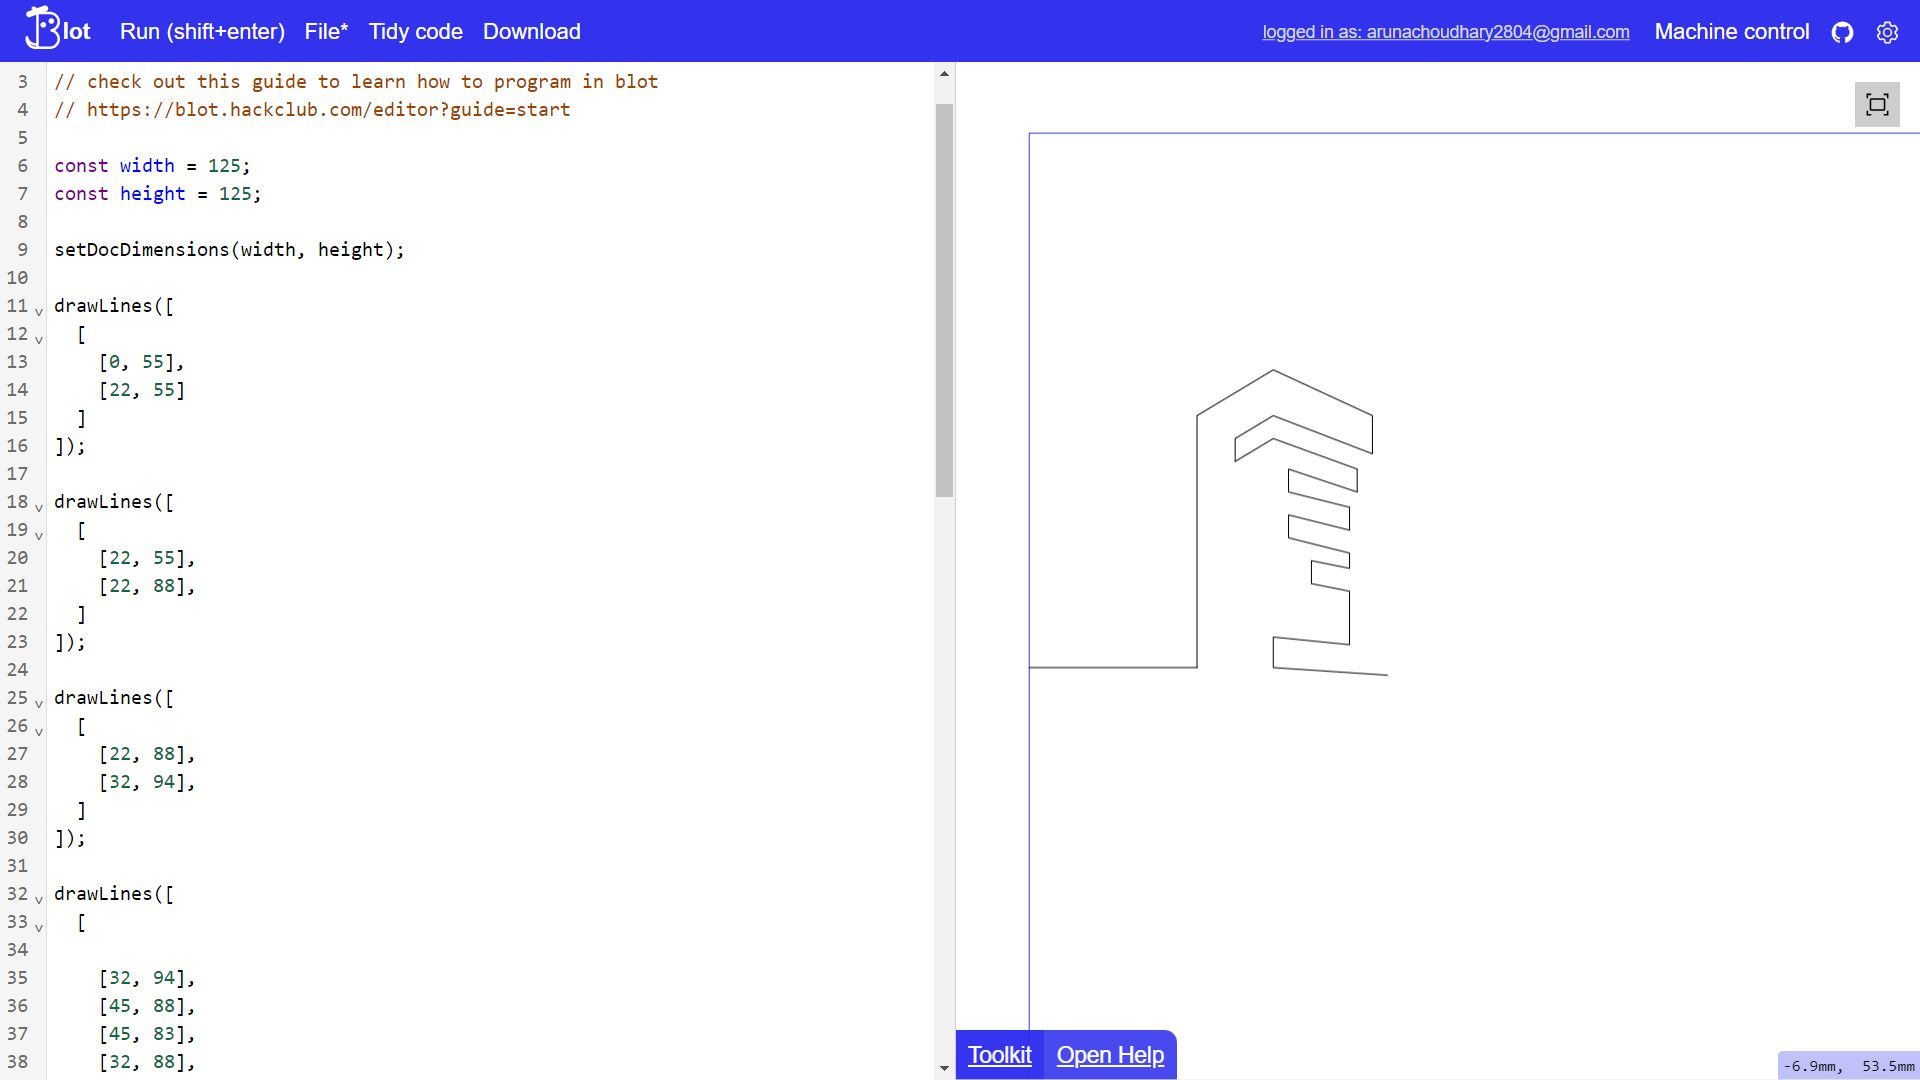 Blot Run (shift+enter) File* Tidy code Download logged in as: arunachoudhary2804@gmail.com Machine control
3 // check out this guide to learn how to program in blot
4 // https://blot.hackclub.com/editor?guide=start
5
6 const width = 125;
7 const height = 125;
8
9 setDocDimensions(width, height);
10
11 drawLines([
12 [
13 [0, 55],
14 [22, 55]
15 ]
16 ]);
17
18 drawLines([
19 [
20 [22, 55],
21 [22, 88],
22 ]
23 ]);
24
25 drawLines([
26 [
27 [22, 88],
28 [32, 94],
29 ]
30 ]);
31
32 drawLines([
33 [
34
35 [32, 94],
36 [45, 88],
37 [45, 83],
38 [32, 88],
Toolkit Open Help
-6.9mm, 53.5mm